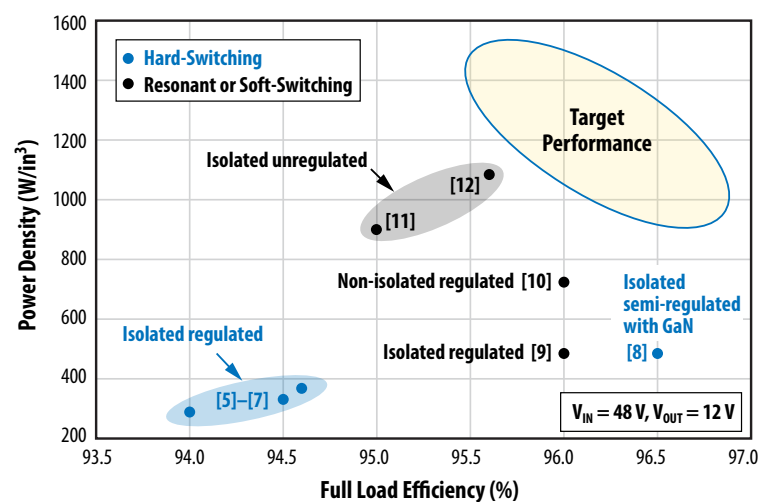 1600
1400
1200
1000
800
600
400
200
Power Density (W/in³)
Hard-Switching
Resonant or Soft-Switching
Target
Performance
Isolated unregulated
[12]
[11]
Non-isolated regulated [10]
Isolated
semi-regulated
with GaN
[8]
Isolated regulated [9]
Isolated regulated
[5]–[7]
V_IN = 48 V, V_OUT = 12 V
93.5 94.0 94.5 95.0 95.5 96.0 96.5 97.0
Full Load Efficiency (%)